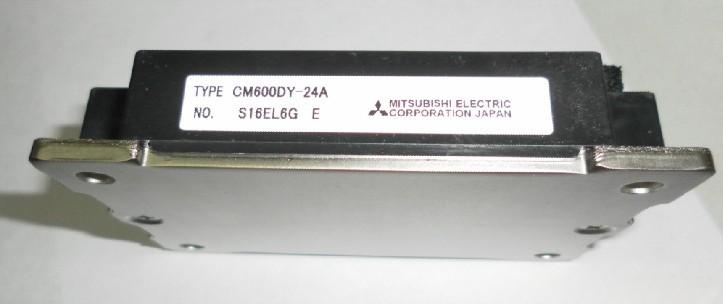 TYPE CM600DY-24A
NO. S16EL6G E
MITSUBISHI ELECTRIC
CORPORATION JAPAN